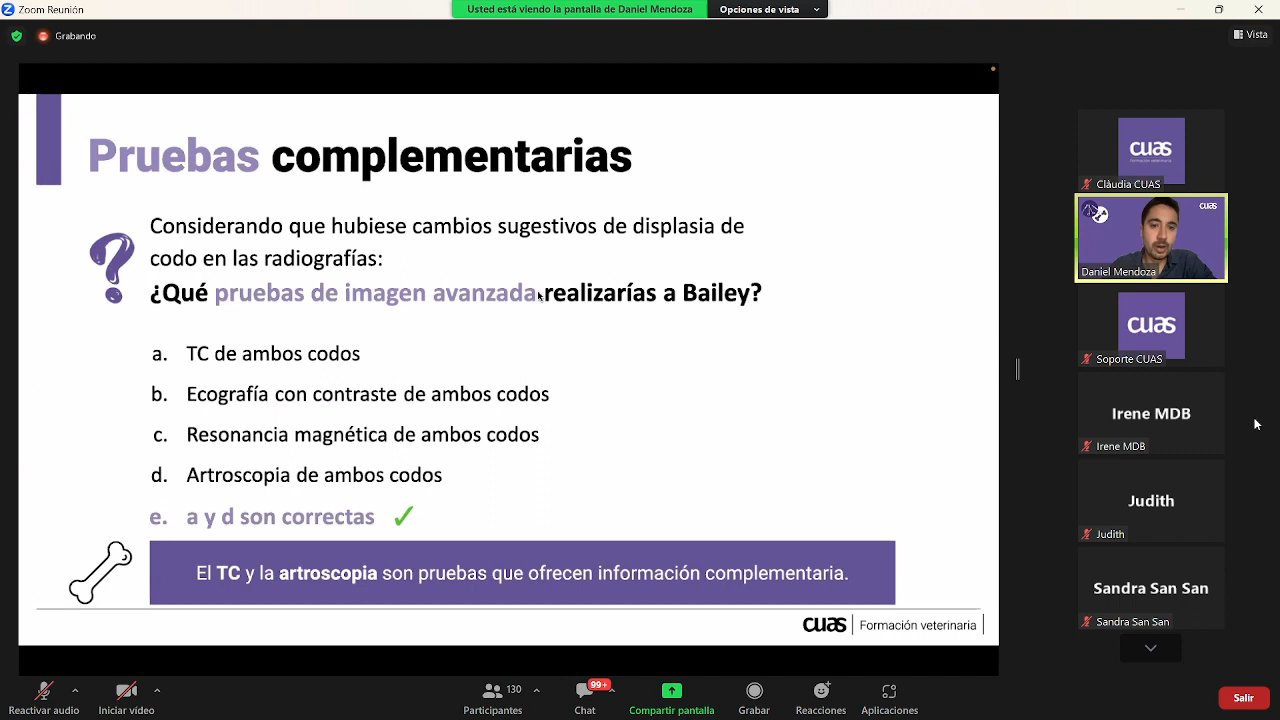 Zoom Reunión
Usted está viendo la pantalla de Daniel Mendoza
Opciones de vista
Grabando
Vista
Pruebas complementarias
Considerando que hubiese cambios sugestivos de displasia de
codo en las radiografías:
¿Qué pruebas de imagen avanzada realizarías a Bailey?
a. TC de ambos codos
b. Ecografía con contraste de ambos codos
c. Resonancia magnética de ambos codos
d. Artroscopia de ambos codos
e. a y d son correctas
El TC y la artroscopia son pruebas que ofrecen información complementaria.
cuas | Formación veterinaria
cuas
Clàudia CUAS
cuas
Daniel Mendoza
cuas
Soporte CUAS
Irene MDB
Irene MDB
Judith
Judith
Sandra San San
Sandra San San
Reactivar audio
Iniciar vídeo
130
Participantes
99+
Chat
Compartir pantalla
Grabar
Reacciones
Aplicaciones
Salir